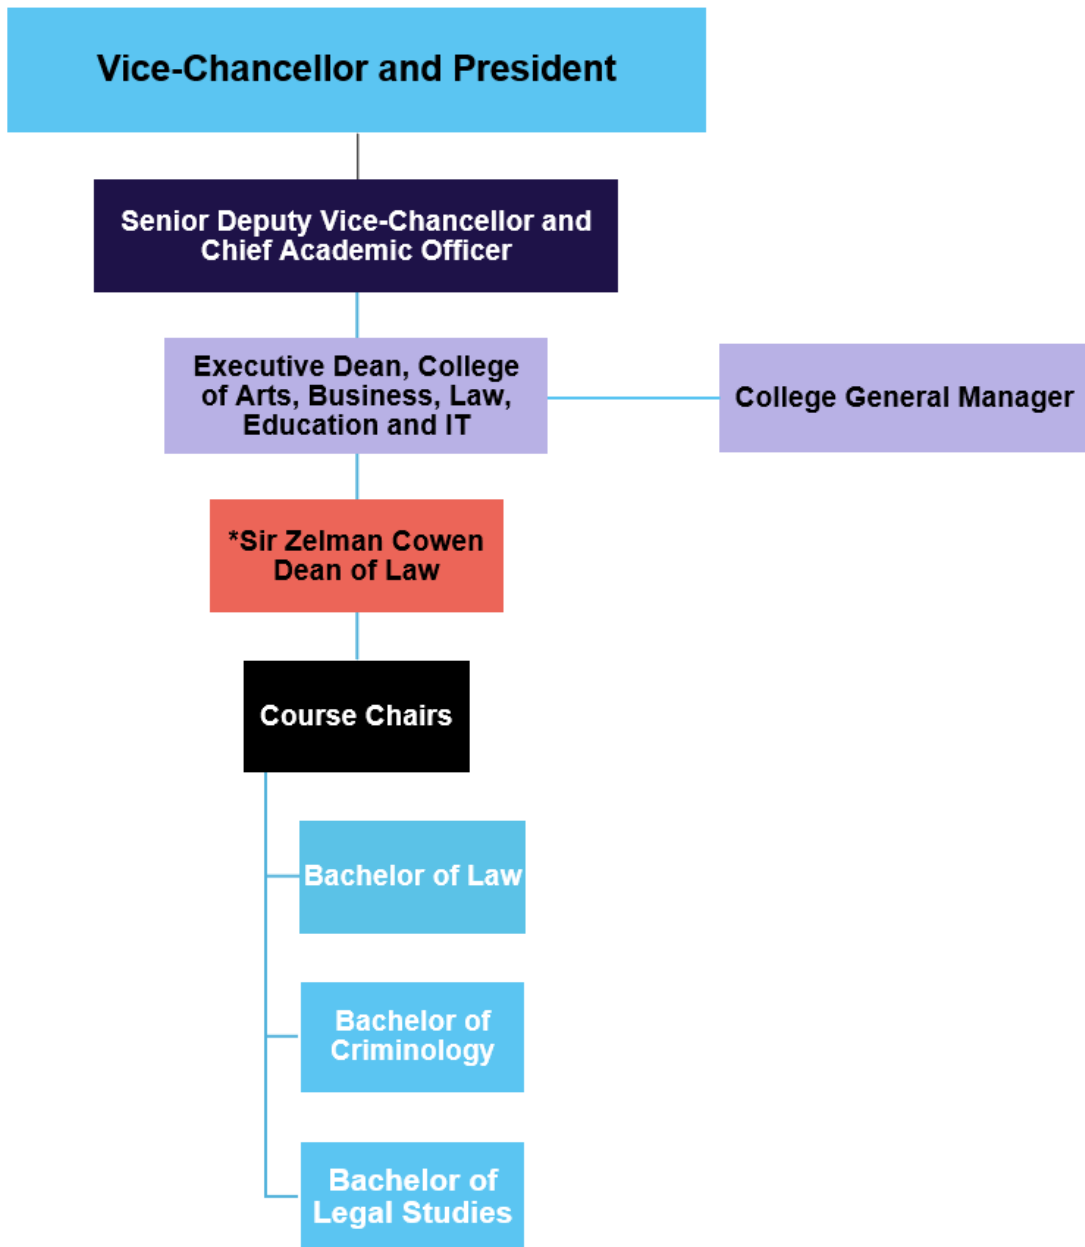 Vice-Chancellor and President
Senior Deputy Vice-Chancellor and
Chief Academic Officer
Executive Dean, College
of Arts, Business, Law,
Education and IT
College General Manager
*Sir Zelman Cowen
Dean of Law
Course Chairs
Bachelor of Law
Bachelor of
Criminology
Bachelor of
Legal Studies